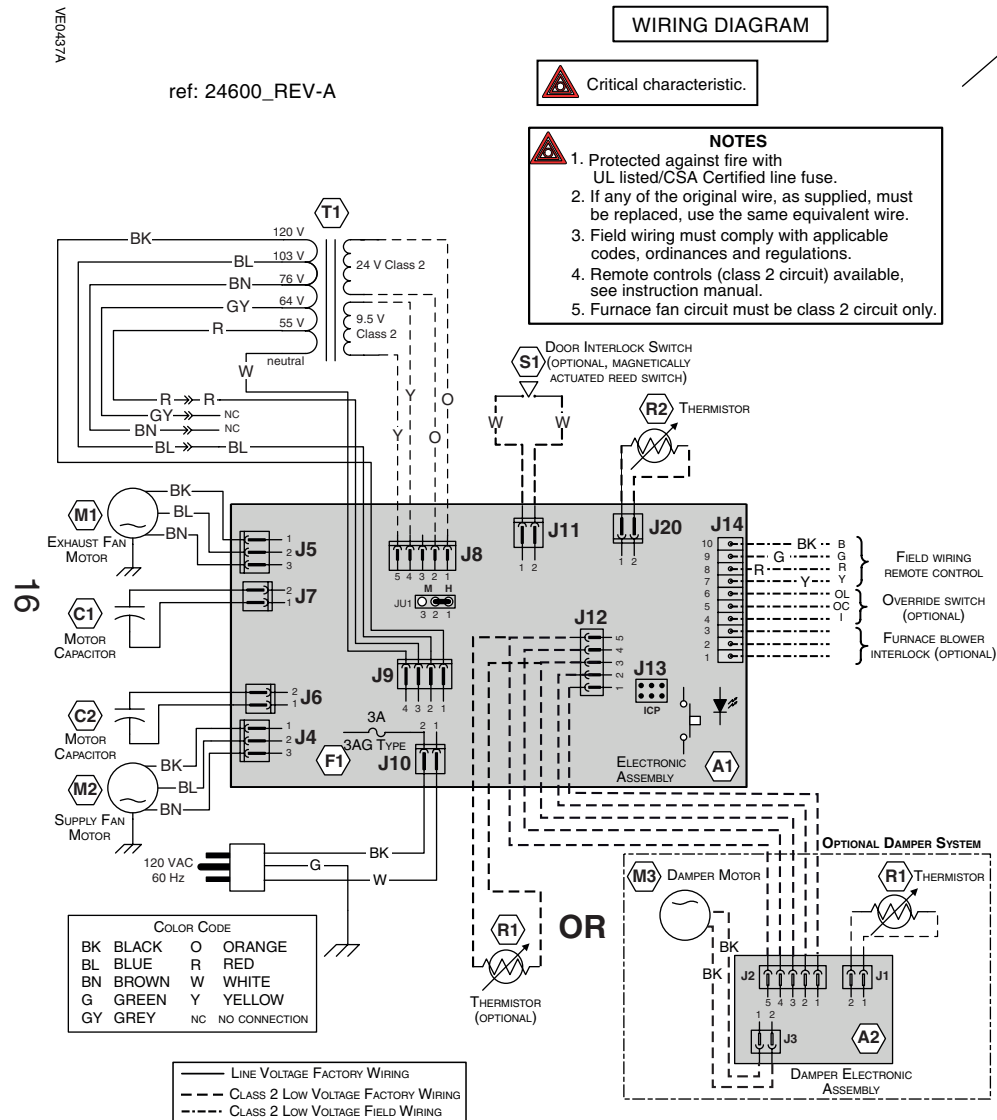 VE0437A
WIRING DIAGRAM
ref: 24600_REV-A
Critical characteristic.
NOTES
1. Protected against fire with
UL listed/CSA Certified line fuse.
2. If any of the original wire, as supplied, must
be replaced, use the same equivalent wire.
3. Field wiring must comply with applicable
codes, ordinances and regulations.
4. Remote controls (class 2 circuit) available,
see instruction manual.
5. Furnace fan circuit must be class 2 circuit only.
T1
BK 120 V
BL 103 V
BN 76 V
GY 64 V
R 55 V
neutral
W
24 V Class 2
9.5 V
Class 2
R R
GY NC
BN NC
BL BL
Y Y O O
S1
DOOR INTERLOCK SWITCH
(OPTIONAL, MAGNETICALLY
ACTUATED REED SWITCH)
W W
R2 THERMISTOR
M1
EXHAUST FAN
MOTOR
BK
BL
BN
1
2
3
J5
C1
MOTOR
CAPACITOR
2
1
J7
J8
5 4 3 2 1
M H
JU1
3 2 1
J11
1 2
J20
1 2
J14
10 BK B
9 G G
8 R R
7 Y Y
6 OL
5 OC
4 I
3
2
1
FIELD WIRING
REMOTE CONTROL
OVERRIDE SWITCH
(OPTIONAL)
FURNACE BLOWER
INTERLOCK (OPTIONAL)
16
J12
5
4
3
2
1
J13
ICP
J9
4 3 2 1
C2
MOTOR
CAPACITOR
2
1
J6
1
2
3
J4
M2
SUPPLY FAN
MOTOR
BK
BL
BN
3A
3AG TYPE
F1
2 1
J10
ELECTRONIC
ASSEMBLY
A1
120 VAC
60 Hz
BK
G
W
COLOR CODE
BK BLACK O ORANGE
BL BLUE R RED
BN BROWN W WHITE
G GREEN Y YELLOW
GY GREY NC NO CONNECTION
R1
THERMISTOR
(OPTIONAL)
OR
OPTIONAL DAMPER SYSTEM
M3 DAMPER MOTOR
R1 THERMISTOR
BK
BK
J2
5 4 3 2 1
J1
2 1
1 2
J3
A2
DAMPER ELECTRONIC
ASSEMBLY
LINE VOLTAGE FACTORY WIRING
CLASS 2 LOW VOLTAGE FACTORY WIRING
CLASS 2 LOW VOLTAGE FIELD WIRING